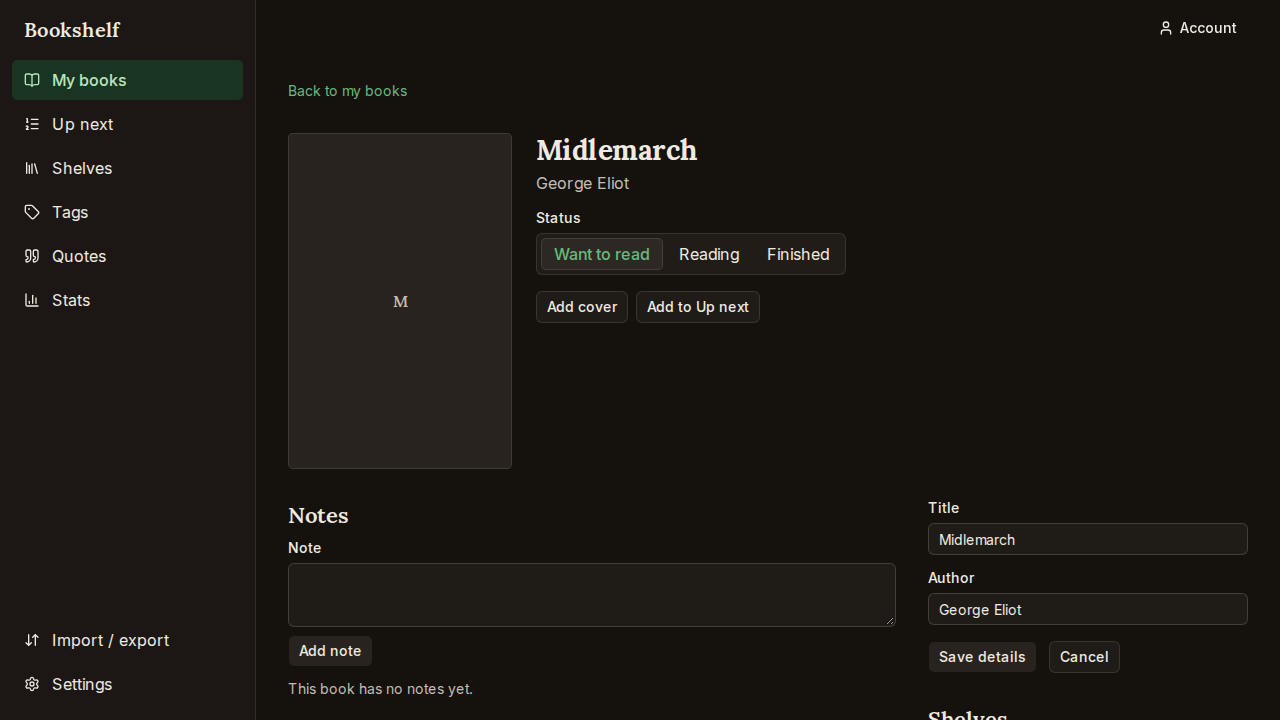 Bookshelf
My books
Up next
Shelves
Tags
Quotes
Stats
Import / export
Settings
Account
Back to my books
M
Midlemarch
George Eliot
Status
Want to read
Reading
Finished
Add cover
Add to Up next
Notes
Note
Add note
This book has no notes yet.
Title
Midlemarch
Author
George Eliot
Save details
Cancel
Shelves